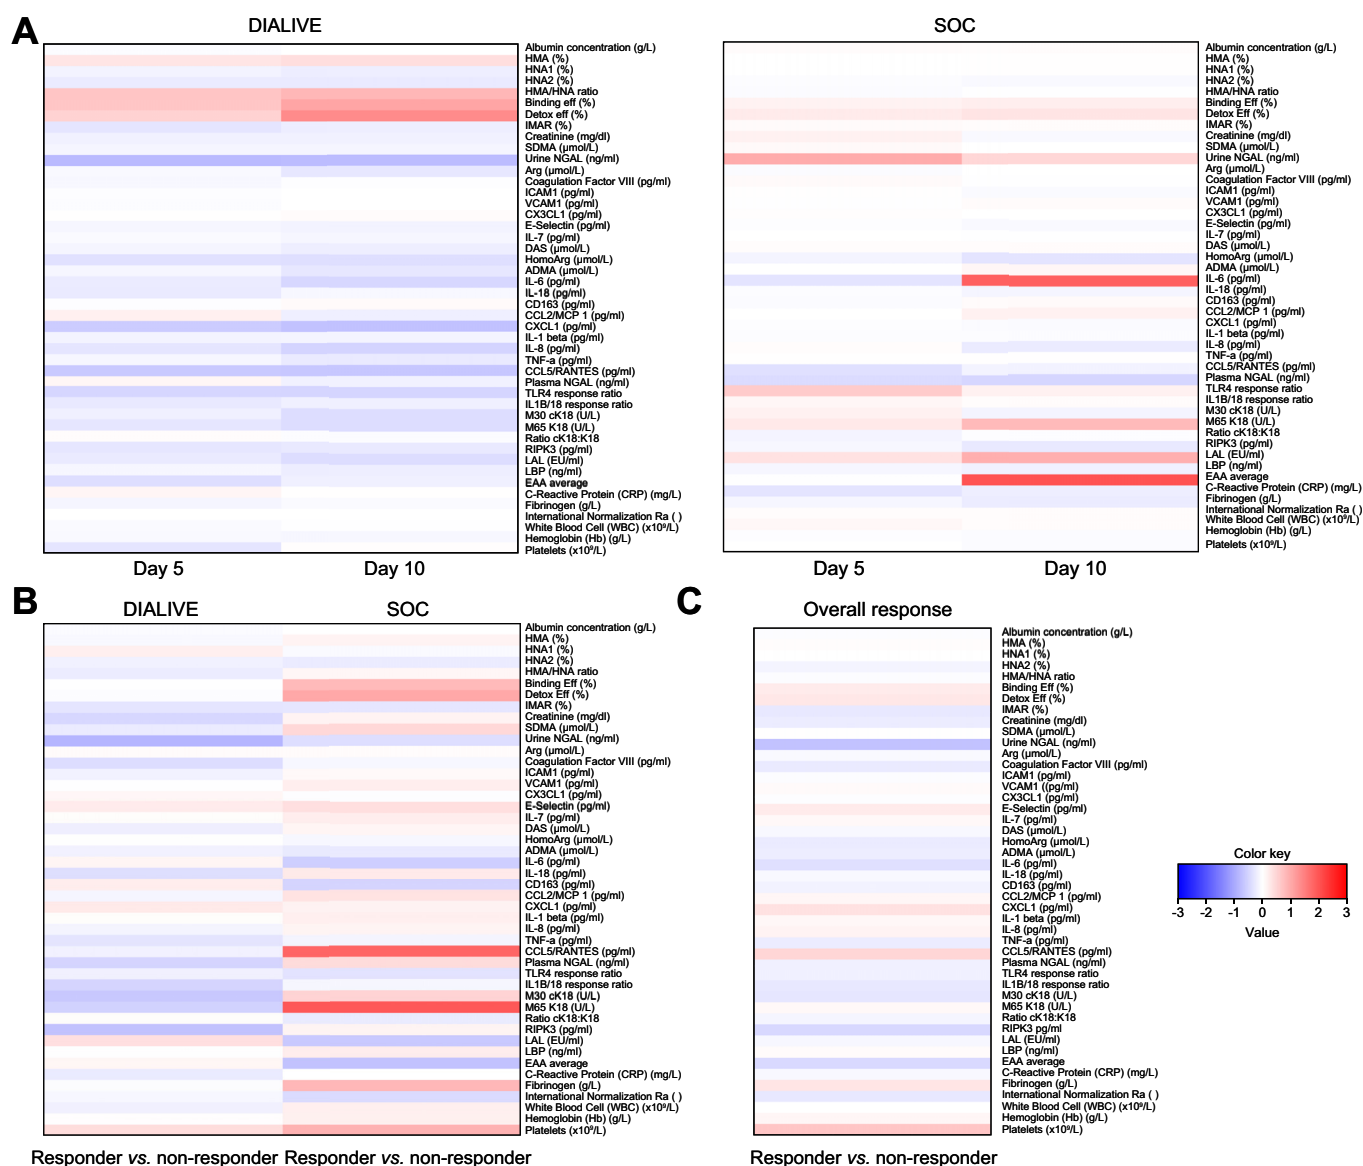 A
DIALIVE
Albumin concentration (g/L)
HMA (%)
HNA1 (%)
HNA2 (%)
HMA/HNA ratio
Binding eff (%)
Detox eff (%)
IMAR (%)
Creatinine (mg/dl)
SDMA (µmol/L)
Urine NGAL (ng/ml)
Arg (µmol/L)
Coagulation Factor VIII (pg/ml)
ICAM1 (pg/ml)
VCAM1 (pg/ml)
CX3CL1 (pg/ml)
E-Selectin (pg/ml)
IL-7 (pg/ml)
DAS (µmol/L)
HomoArg (µmol/L)
ADMA (µmol/L)
IL-6 (pg/ml)
IL-18 (pg/ml)
CD163 (pg/ml)
CCL2/MCP 1 (pg/ml)
CXCL1 (pg/ml)
IL-1 beta (pg/ml)
IL-8 (pg/ml)
TNF-a (pg/ml)
CCL5/RANTES (pg/ml)
Plasma NGAL (ng/ml)
TLR4 response ratio
IL1B/18 response ratio
M30 cK18 (U/L)
M65 K18 (U/L)
Ratio cK18:K18
RIPK3 (pg/ml)
LAL (EU/ml)
LBP (ng/ml)
EAA average
C-Reactive Protein (CRP) (mg/L)
Fibrinogen (g/L)
International Normalization Ra ( )
White Blood Cell (WBC) (x10⁹/L)
Hemoglobin (Hb) (g/L)
Platelets (x10⁹/L)
Day 5
Day 10
SOC
Albumin concentration (g/L)
HMA (%)
HNA1 (%)
HNA2 (%)
HMA/HNA ratio
Binding Eff (%)
Detox Eff (%)
IMAR (%)
Creatinine (mg/dl)
SDMA (µmol/L)
Urine NGAL (ng/ml)
Arg (µmol/L)
Coagulation Factor VIII (pg/ml)
ICAM1 (pg/ml)
VCAM1 (pg/ml)
CX3CL1 (pg/ml)
E-Selectin (pg/ml)
IL-7 (pg/ml)
DAS (µmol/L)
HomoArg (µmol/L)
ADMA (µmol/L)
IL-6 (pg/ml)
IL-18 (pg/ml)
CD163 (pg/ml)
CCL2/MCP 1 (pg/ml)
CXCL1 (pg/ml)
IL-1 beta (pg/ml)
IL-8 (pg/ml)
TNF-a (pg/ml)
CCL5/RANTES (pg/ml)
Plasma NGAL (ng/ml)
TLR4 response ratio
IL1B/18 response ratio
M30 cK18 (U/L)
M65 K18 (U/L)
Ratio cK18:K18
RIPK3 (pg/ml)
LAL (EU/ml)
LBP (ng/ml)
EAA average
C-Reactive Protein (CRP) (mg/L)
Fibrinogen (g/L)
International Normalization Ra ( )
White Blood Cell (WBC) (x10⁹/L)
Hemoglobin (Hb) (g/L)
Platelets (x10⁹/L)
Day 5
Day 10
B
DIALIVE
SOC
Albumin concentration (g/L)
HMA (%)
HNA1 (%)
HNA2 (%)
HMA/HNA ratio
Binding Eff (%)
Detox Eff (%)
IMAR (%)
Creatinine (mg/dl)
SDMA (µmol/L)
Urine NGAL (ng/ml)
Arg (µmol/L)
Coagulation Factor VIII (pg/ml)
ICAM1 (pg/ml)
VCAM1 (pg/ml)
CX3CL1 (pg/ml)
E-Selectin (pg/ml)
IL-7 (pg/ml)
DAS (µmol/L)
HomoArg (µmol/L)
ADMA (µmol/L)
IL-6 (pg/ml)
IL-18 (pg/ml)
CD163 (pg/ml)
CCL2/MCP 1 (pg/ml)
CXCL1 (pg/ml)
IL-1 beta (pg/ml)
IL-8 (pg/ml)
TNF-a (pg/ml)
CCL5/RANTES (pg/ml)
Plasma NGAL (ng/ml)
TLR4 response ratio
IL1B/18 response ratio
M30 cK18 (U/L)
M65 K18 (U/L)
Ratio cK18:K18
RIPK3 (pg/ml)
LAL (EU/ml)
LBP (ng/ml)
EAA average
C-Reactive Protein (CRP) (mg/L)
Fibrinogen (g/L)
International Normalization Ra ( )
White Blood Cell (WBC) (x10⁹/L)
Hemoglobin (Hb) (g/L)
Platelets (x10⁹/L)
Responder vs. non-responder
Responder vs. non-responder
C
Overall response
Albumin concentration (g/L)
HMA (%)
HNA1 (%)
HNA2 (%)
HMA/HNA ratio
Binding Eff (%)
Detox Eff (%)
IMAR (%)
Creatinine (mg/dl)
SDMA (µmol/L)
Urine NGAL (ng/ml)
Arg (µmol/L)
Coagulation Factor VIII (pg/ml)
ICAM1 (pg/ml)
VCAM1 ((pg/ml)
CX3CL1 (pg/ml)
E-Selectin (pg/ml)
IL-7 (pg/ml)
DAS (µmol/L)
HomoArg (µmol/L)
ADMA (µmol/L)
IL-6 (pg/ml)
IL-18 (pg/ml)
CD163 (pg/ml)
CCL2/MCP 1 (pg/ml)
CXCL1 (pg/ml)
IL-1 beta (pg/ml)
IL-8 (pg/ml)
TNF-a (pg/ml)
CCL5/RANTES (pg/ml)
Plasma NGAL (ng/ml)
TLR4 response ratio
IL1B/18 response ratio
M30 cK18 (U/L)
M65 K18 (U/L)
Ratio cK18:K18
RIPK3 pg/ml
LAL (EU/ml)
LBP (ng/ml)
EAA average
C-Reactive Protein (CRP) (mg/L)
Fibrinogen (g/L)
International Normalization Ra ( )
White Blood Cell (WBC) (x10⁹/L)
Hemoglobin (Hb) (g/L)
Platelets (x10⁹/L)
Responder vs. non-responder
Color key
-3 -2 -1 0 1 2 3
Value